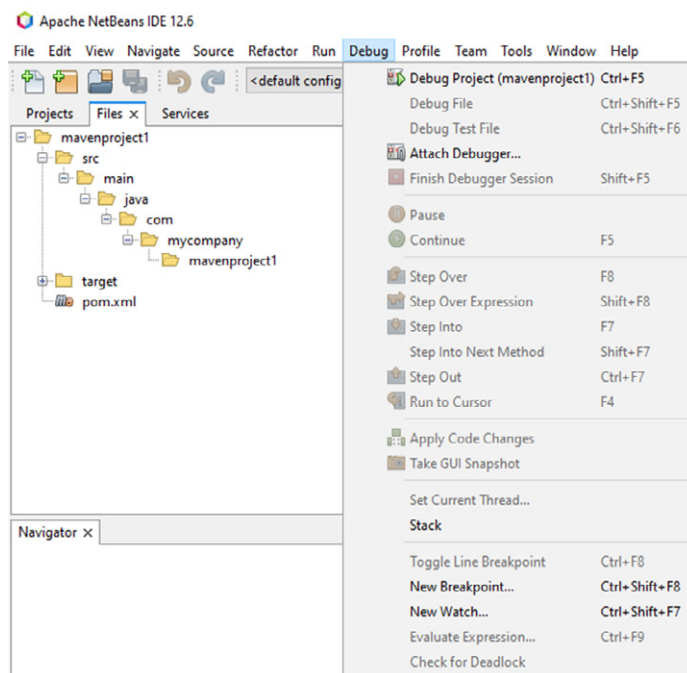 Apache NetBeans IDE 12.6
File Edit View Navigate Source Refactor Run Debug Profile Team Tools Window Help
<default config
Projects Files × Services
mavenproject1
src
main
java
com
mycompany
mavenproject1
target
pom.xml
Navigator ×
Debug Project (mavenproject1) Ctrl+F5
Debug File Ctrl+Shift+F5
Debug Test File Ctrl+Shift+F6
Attach Debugger...
Finish Debugger Session Shift+F5
Pause
Continue F5
Step Over F8
Step Over Expression Shift+F8
Step Into F7
Step Into Next Method Shift+F7
Step Out Ctrl+F7
Run to Cursor F4
Apply Code Changes
Take GUI Snapshot
Set Current Thread...
Stack
Toggle Line Breakpoint Ctrl+F8
New Breakpoint... Ctrl+Shift+F8
New Watch... Ctrl+Shift+F7
Evaluate Expression... Ctrl+F9
Check for Deadlock